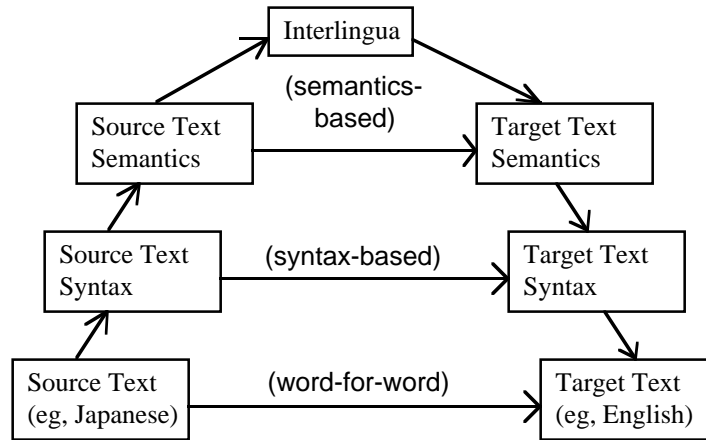 Interlingua
(semantics-
based)
Source Text
Semantics
Target Text
Semantics
Source Text
Syntax
(syntax-based)
Target Text
Syntax
Source Text
(eg, Japanese)
(word-for-word)
Target Text
(eg, English)